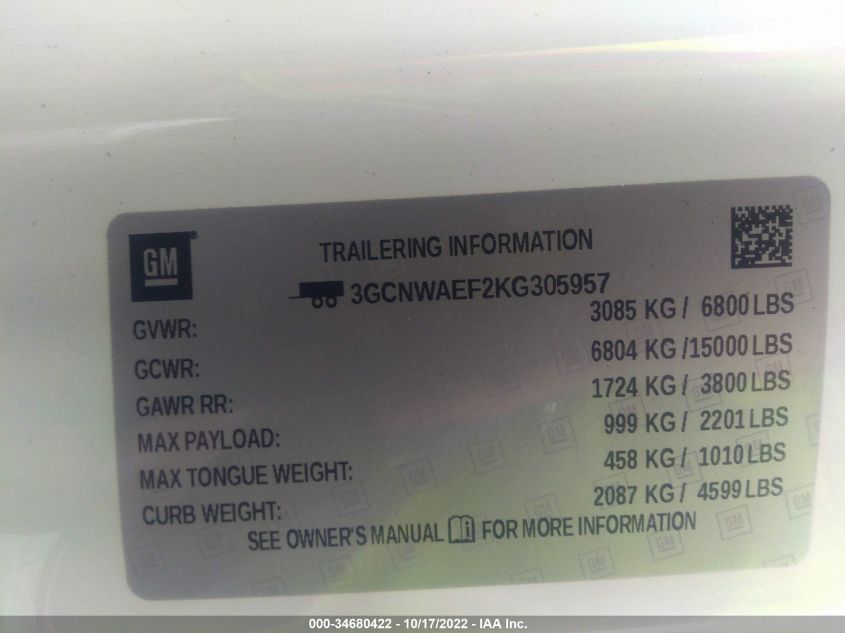 GM
TRAILERING INFORMATION
3GCNWAEF2KG305957
GVWR: 3085 KG / 6800 LBS
GCWR: 6804 KG /15000 LBS
GAWR RR: 1724 KG / 3800 LBS
MAX PAYLOAD: 999 KG / 2201 LBS
MAX TONGUE WEIGHT: 458 KG / 1010 LBS
CURB WEIGHT: 2087 KG / 4599 LBS
SEE OWNER'S MANUAL FOR MORE INFORMATION
000-34680422 - 10/17/2022 - IAA Inc.